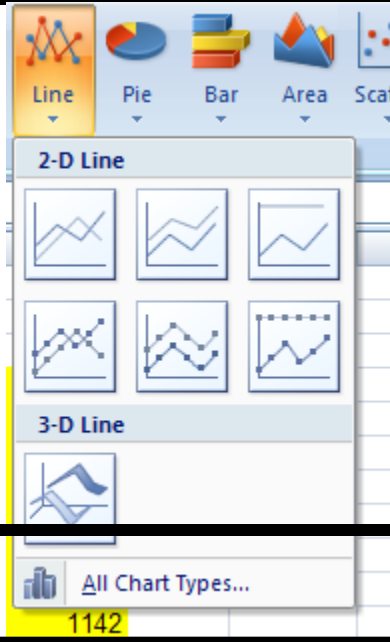 Line Pie Bar Area
2-D Line
3-D Line
All Chart Types...
1142